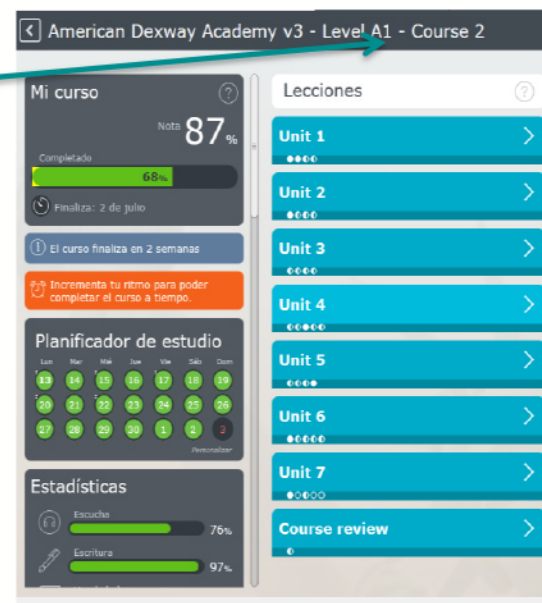 American Dexway Academy v3 - Level A1 - Course 2
Mi curso
Nota 87%
Completado
68%
Finaliza: 2 de julio
El curso finaliza en 2 semanas
Incrementa tu ritmo para poder
completar el curso a tiempo.
Planificador de estudio
Lun Mar Mié Jue Vie Sáb Dom
13 14 15 16 17 18 19
20 21 22 23 24 25 26
27 28 29 30 1 2 3
Personalizar
Estadísticas
Escucha
76%
Escritura
97%
Lecciones
Unit 1
Unit 2
Unit 3
Unit 4
Unit 5
Unit 6
Unit 7
Course review